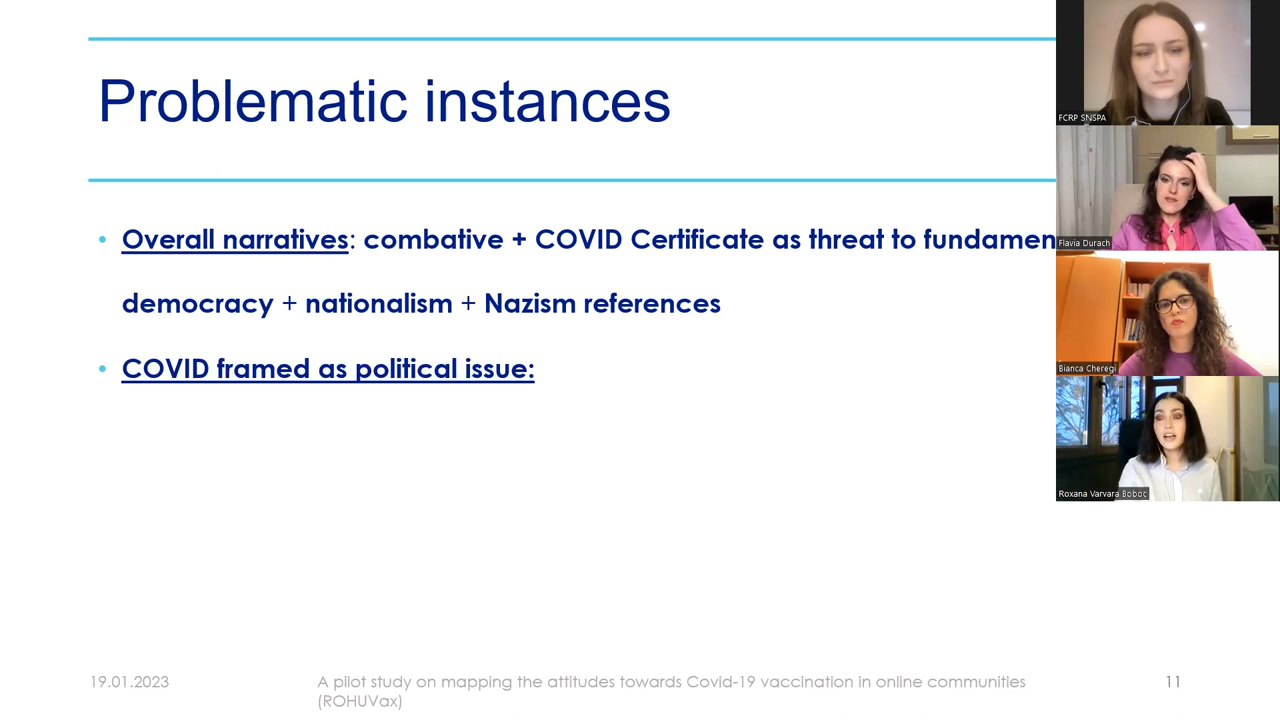 Problematic instances
• Overall narratives: combative + COVID Certificate as threat to fundamen
democracy + nationalism + Nazism references
• COVID framed as political issue:
19.01.2023
A pilot study on mapping the attitudes towards Covid-19 vaccination in online communities
(ROHUVax)
11
FCRP SNSPA
Flavia Durach
Bianca Cheregi
Roxana Varvara Boboc